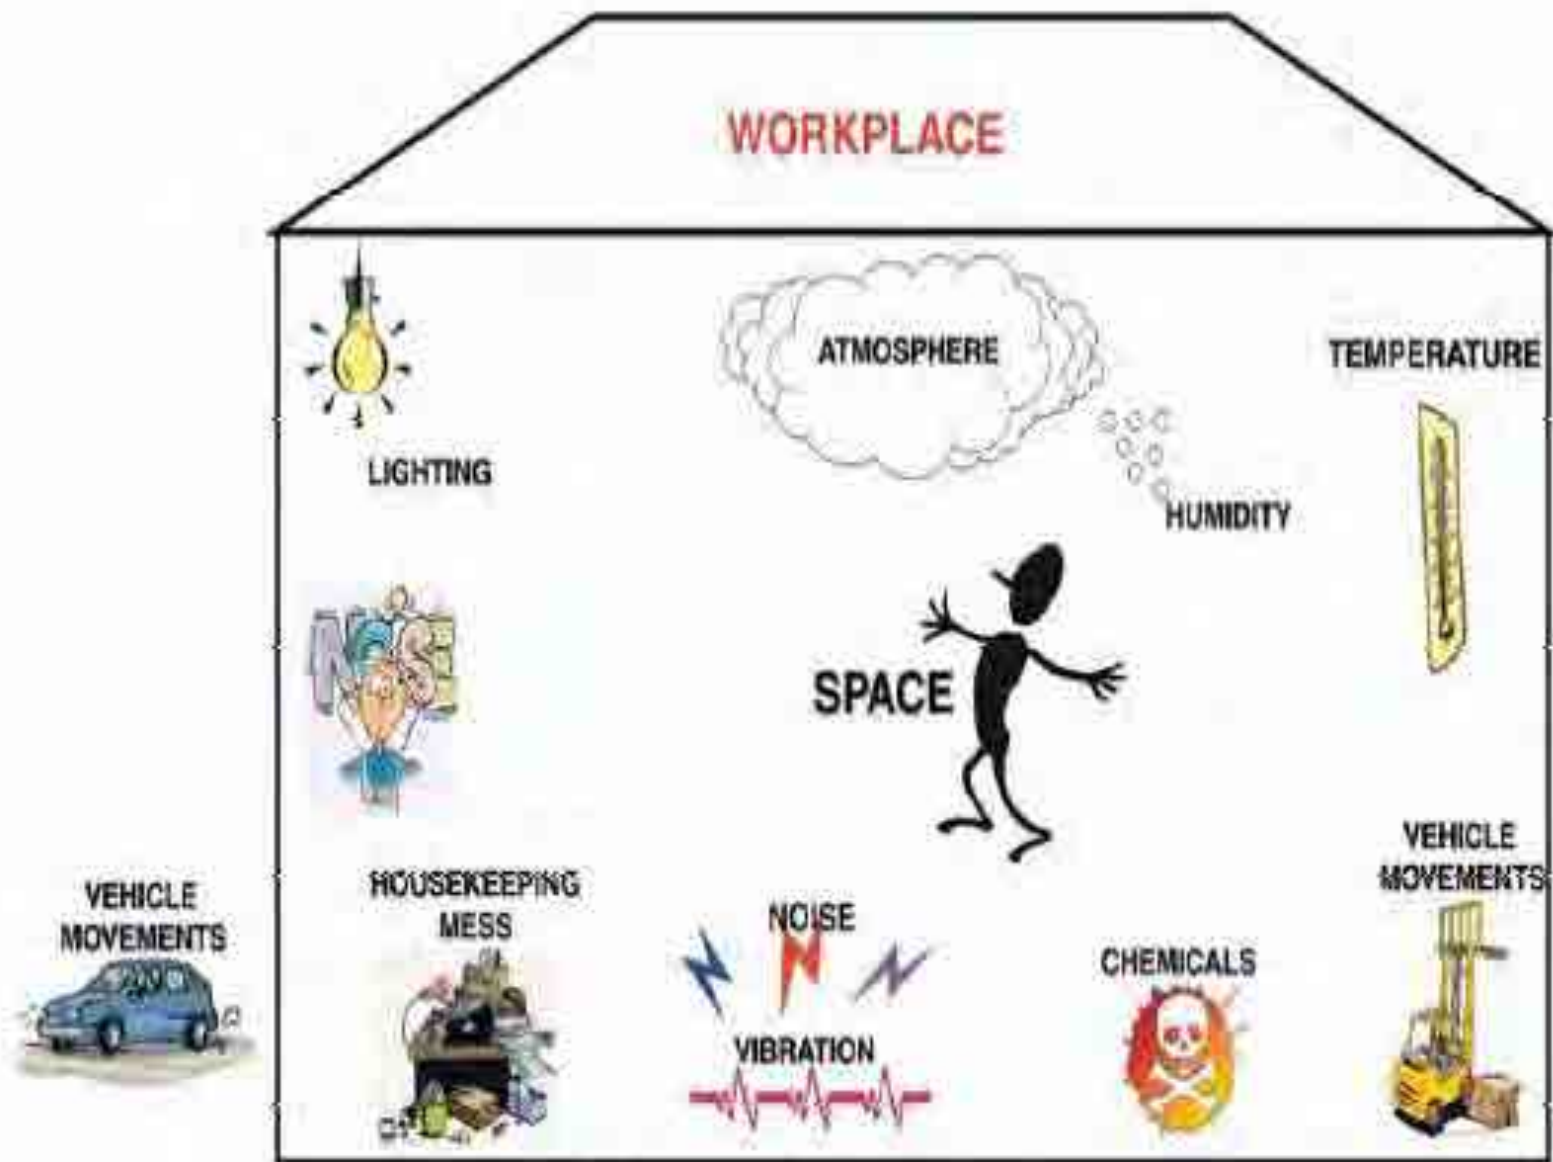 WORKPLACE
ATMOSPHERE
TEMPERATURE
LIGHTING
HUMIDITY
NOISE
SPACE
VEHICLE
MOVEMENTS
HOUSEKEEPING
MESS
NOISE
VIBRATION
CHEMICALS
VEHICLE
MOVEMENTS